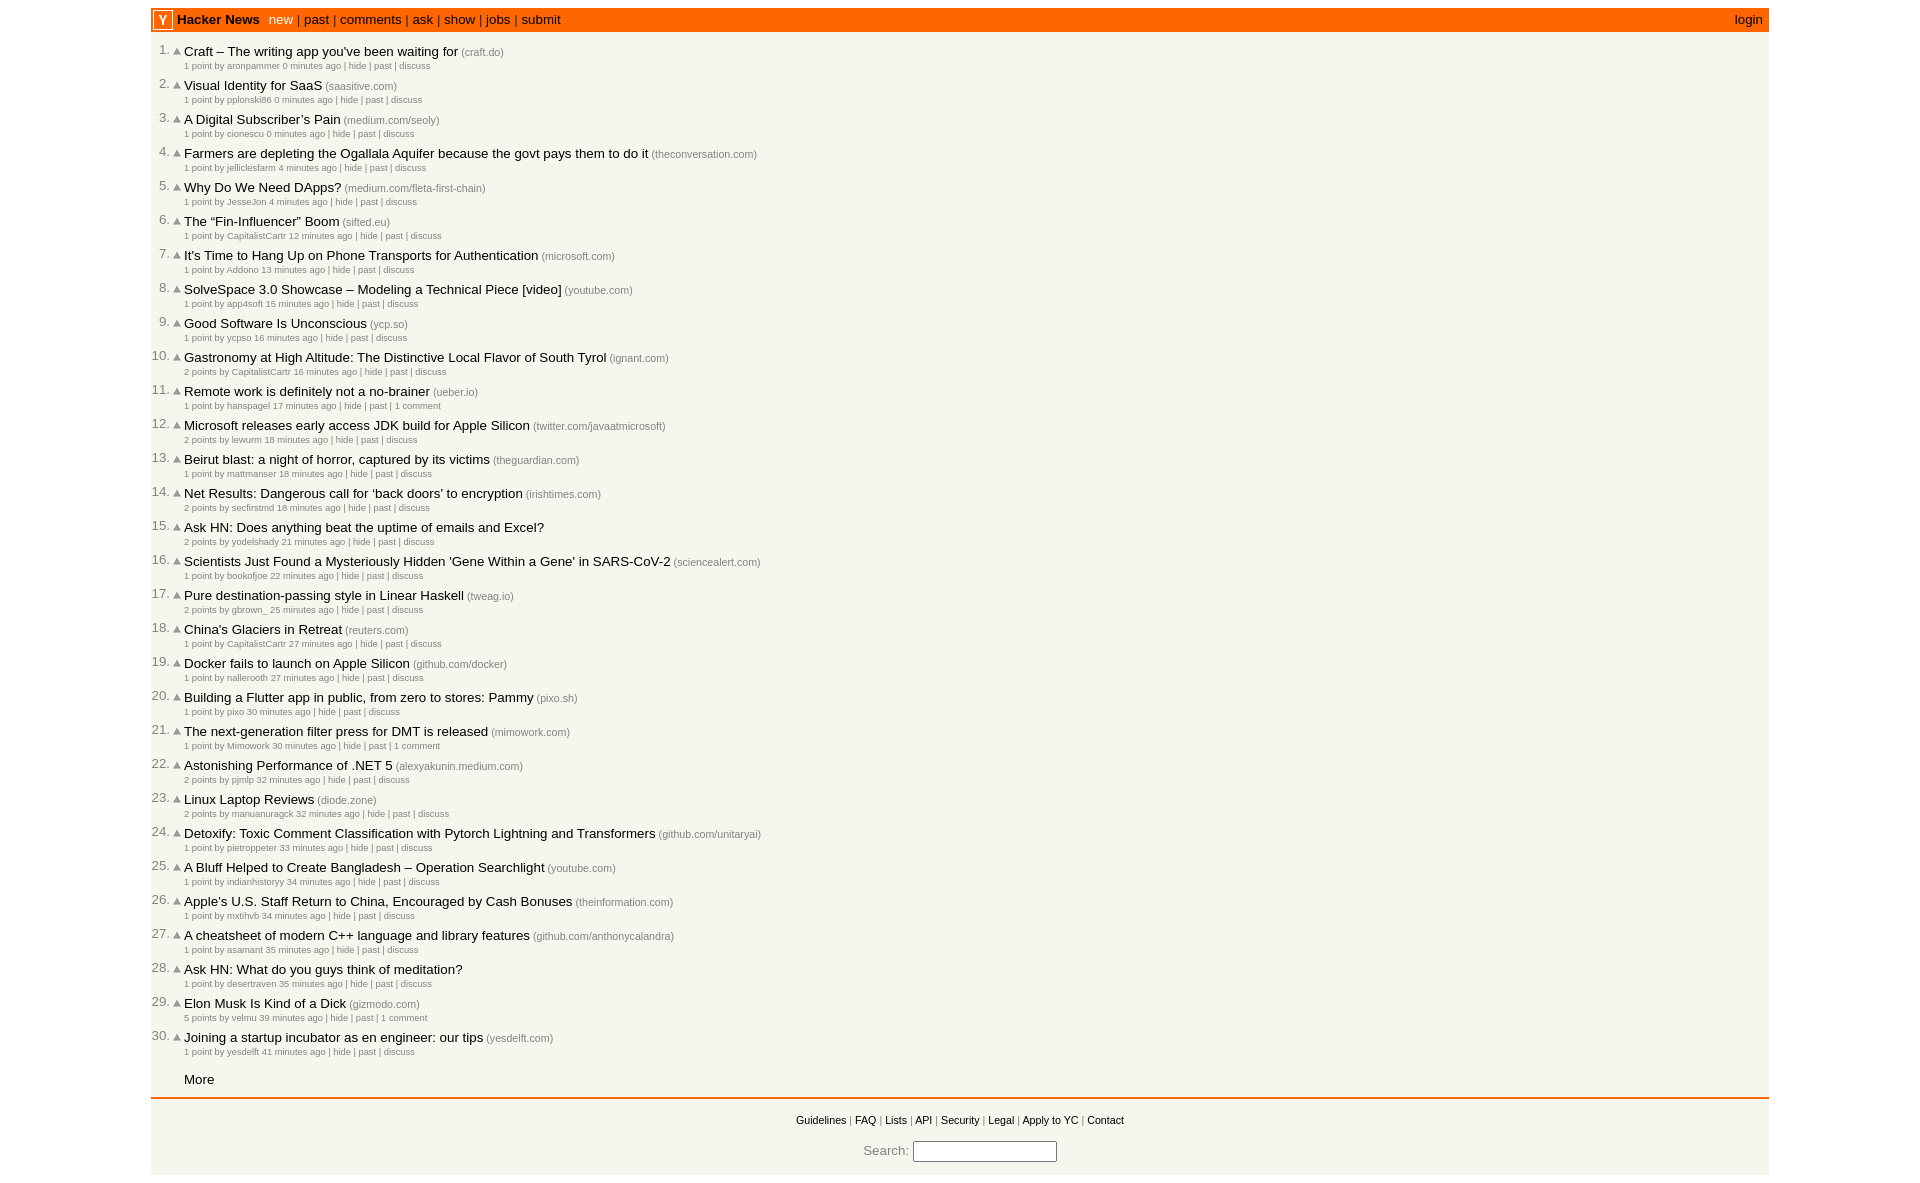 Y Hacker News new | past | comments | ask | show | jobs | submit login
1. Craft – The writing app you've been waiting for (craft.do)
1 point by aronpammer 0 minutes ago | hide | past | discuss
2. Visual Identity for SaaS (saasitive.com)
1 point by pplonski86 0 minutes ago | hide | past | discuss
3. A Digital Subscriber’s Pain (medium.com/seoly)
1 point by cionescu 0 minutes ago | hide | past | discuss
4. Farmers are depleting the Ogallala Aquifer because the govt pays them to do it (theconversation.com)
1 point by jelliclesfarm 4 minutes ago | hide | past | discuss
5. Why Do We Need DApps? (medium.com/fleta-first-chain)
1 point by JesseJon 4 minutes ago | hide | past | discuss
6. The “Fin-Influencer” Boom (sifted.eu)
1 point by CapitalistCartr 12 minutes ago | hide | past | discuss
7. It's Time to Hang Up on Phone Transports for Authentication (microsoft.com)
1 point by Addono 13 minutes ago | hide | past | discuss
8. SolveSpace 3.0 Showcase – Modeling a Technical Piece [video] (youtube.com)
1 point by app4soft 15 minutes ago | hide | past | discuss
9. Good Software Is Unconscious (ycp.so)
1 point by ycpso 16 minutes ago | hide | past | discuss
10. Gastronomy at High Altitude: The Distinctive Local Flavor of South Tyrol (ignant.com)
2 points by CapitalistCartr 16 minutes ago | hide | past | discuss
11. Remote work is definitely not a no-brainer (ueber.io)
1 point by hanspagel 17 minutes ago | hide | past | 1 comment
12. Microsoft releases early access JDK build for Apple Silicon (twitter.com/javaatmicrosoft)
2 points by lewurm 18 minutes ago | hide | past | discuss
13. Beirut blast: a night of horror, captured by its victims (theguardian.com)
1 point by mattmanser 18 minutes ago | hide | past | discuss
14. Net Results: Dangerous call for ‘back doors’ to encryption (irishtimes.com)
2 points by secfirstmd 18 minutes ago | hide | past | discuss
15. Ask HN: Does anything beat the uptime of emails and Excel?
2 points by yodelshady 21 minutes ago | hide | past | discuss
16. Scientists Just Found a Mysteriously Hidden 'Gene Within a Gene' in SARS-CoV-2 (sciencealert.com)
1 point by bookofjoe 22 minutes ago | hide | past | discuss
17. Pure destination-passing style in Linear Haskell (tweag.io)
2 points by gbrown_ 25 minutes ago | hide | past | discuss
18. China's Glaciers in Retreat (reuters.com)
1 point by CapitalistCartr 27 minutes ago | hide | past | discuss
19. Docker fails to launch on Apple Silicon (github.com/docker)
1 point by nallerooth 27 minutes ago | hide | past | discuss
20. Building a Flutter app in public, from zero to stores: Pammy (pixo.sh)
1 point by pixo 30 minutes ago | hide | past | discuss
21. The next-generation filter press for DMT is released (mimowork.com)
1 point by Mimowork 30 minutes ago | hide | past | 1 comment
22. Astonishing Performance of .NET 5 (alexyakunin.medium.com)
2 points by pjmlp 32 minutes ago | hide | past | discuss
23. Linux Laptop Reviews (diode.zone)
2 points by manuanuragck 32 minutes ago | hide | past | discuss
24. Detoxify: Toxic Comment Classification with Pytorch Lightning and Transformers (github.com/unitaryai)
1 point by pietroppeter 33 minutes ago | hide | past | discuss
25. A Bluff Helped to Create Bangladesh – Operation Searchlight (youtube.com)
1 point by indianhistoryy 34 minutes ago | hide | past | discuss
26. Apple’s U.S. Staff Return to China, Encouraged by Cash Bonuses (theinformation.com)
1 point by mxtihvb 34 minutes ago | hide | past | discuss
27. A cheatsheet of modern C++ language and library features (github.com/anthonycalandra)
1 point by asamant 35 minutes ago | hide | past | discuss
28. Ask HN: What do you guys think of meditation?
1 point by desertraven 35 minutes ago | hide | past | discuss
29. Elon Musk Is Kind of a Dick (gizmodo.com)
5 points by velmu 39 minutes ago | hide | past | 1 comment
30. Joining a startup incubator as en engineer: our tips (yesdelft.com)
1 point by yesdelft 41 minutes ago | hide | past | discuss
More
Guidelines | FAQ | Lists | API | Security | Legal | Apply to YC | Contact
Search: